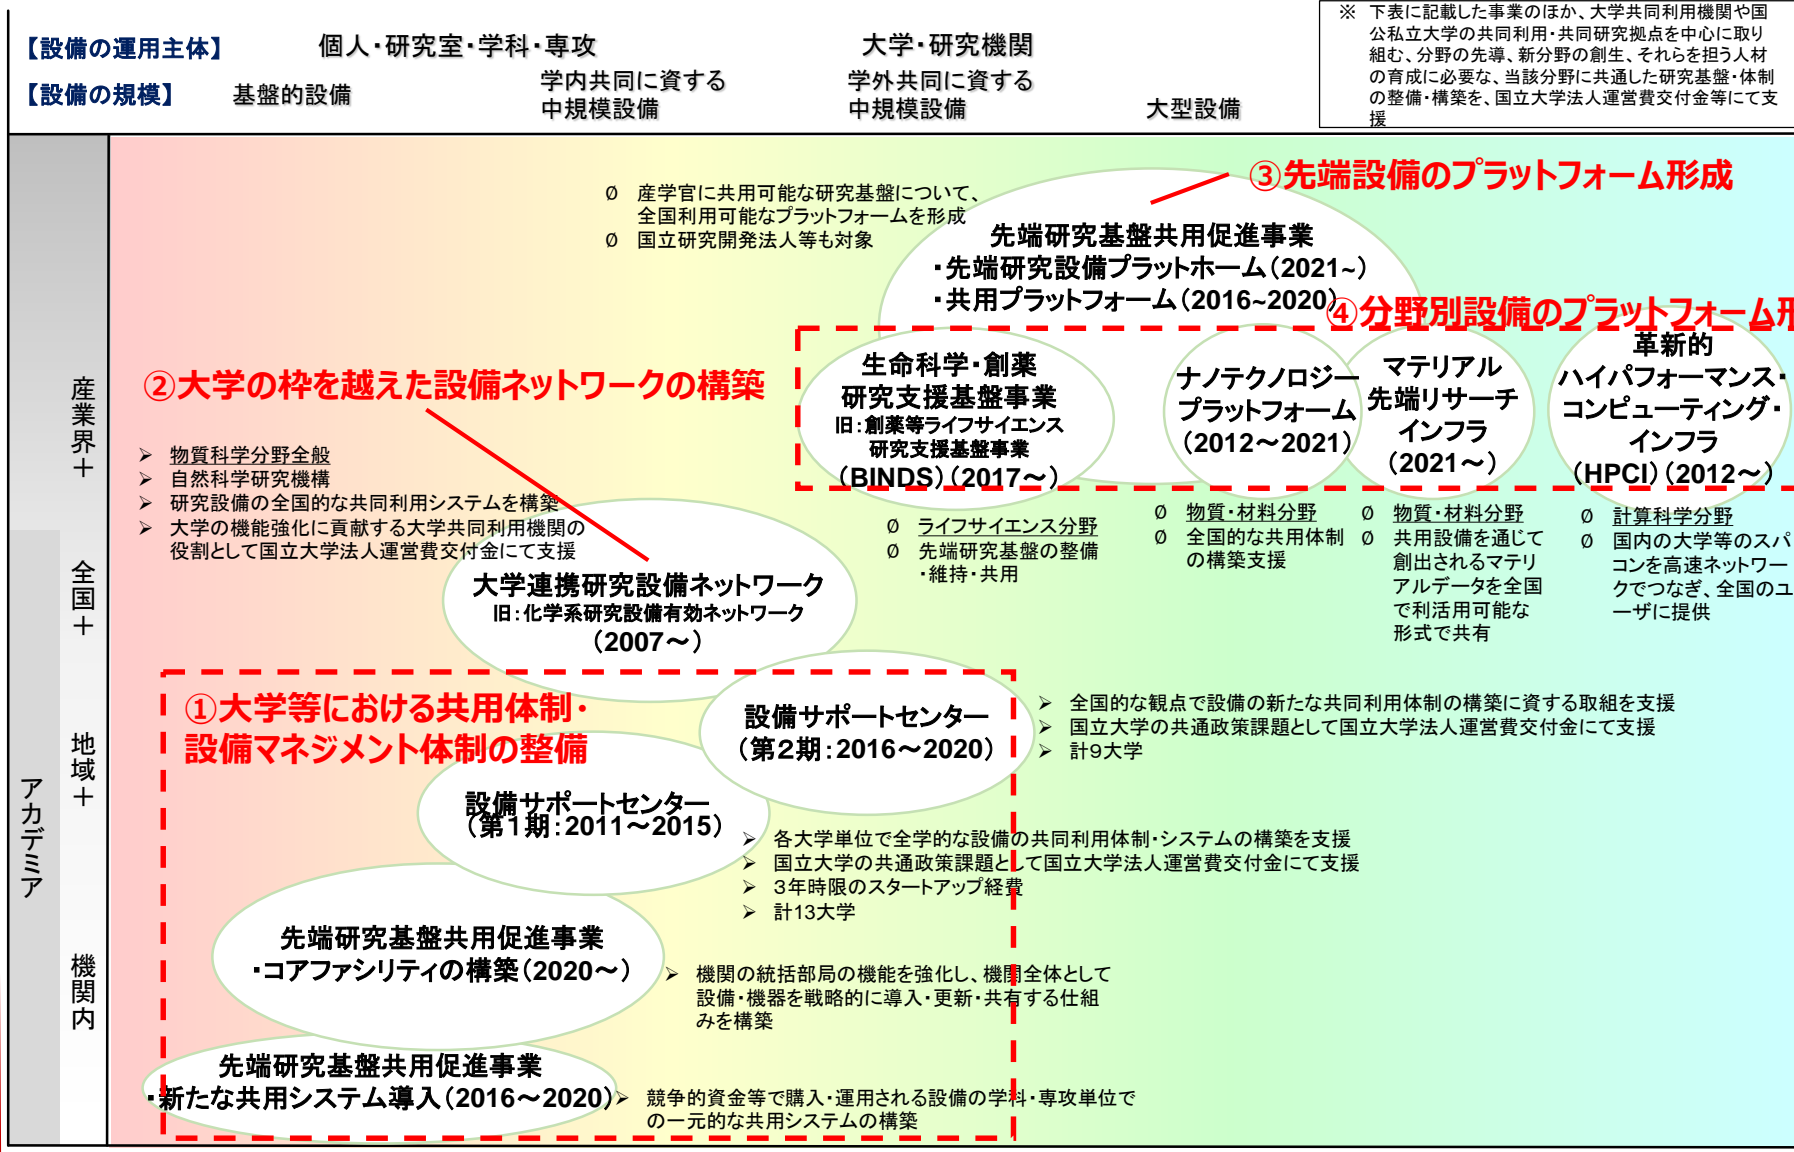 【設備の運用主体】
個人・研究室・学科・専攻
大学・研究機関
【設備の規模】
基盤的設備
学内共同に資する
中規模設備
学外共同に資する
中規模設備
大型設備
※ 下表に記載した事業のほか、大学共同利用機関や国
公私立大学の共同利用・共同研究拠点を中心に取り
組む、分野の先導、新分野の創生、それらを担う人材
の育成に必要な、当該分野に共通した研究基盤・体制
の整備・構築を、国立大学法人運営費交付金等にて支
援
産業界＋
全国＋
地域＋
機関内
アカデミア
③先端設備のプラットフォーム形成
Ø 産学官に共用可能な研究基盤について、
全国利用可能なプラットフォームを形成
Ø 国立研究開発法人等も対象
先端研究基盤共用促進事業
・先端研究設備プラットホーム（2021~）
・共用プラットフォーム（2016~2020）
④分野別設備のプラットフォーム形
生命科学・創薬
研究支援基盤事業
旧：創薬等ライフサイエンス
研究支援基盤事業
（BINDS）（2017～）
ナノテクノロジー
プラットフォーム
（2012～2021）
マテリアル
先端リサーチ
インフラ
（2021～）
革新的
ハイパフォーマンス・
コンピューティング・
インフラ
（HPCI）（2012～）
Ø ライフサイエンス分野
Ø 先端研究基盤の整備
・維持・共用
Ø 物質・材料分野
Ø 全国的な共用体制
の構築支援
Ø 物質・材料分野
Ø 共用設備を通じて
創出されるマテリ
アルデータを全国
で利活用可能な
形式で共有
Ø 計算科学分野
Ø 国内の大学等のスパ
コンを高速ネットワー
クでつなぎ、全国のユ
ーザに提供
②大学の枠を越えた設備ネットワークの構築
➢ 物質科学分野全般
➢ 自然科学研究機構
➢ 研究設備の全国的な共同利用システムを構築
➢ 大学の機能強化に貢献する大学共同利用機関の
役割として国立大学法人運営費交付金にて支援
大学連携研究設備ネットワーク
旧：化学系研究設備有効ネットワーク
（2007～）
①大学等における共用体制・
設備マネジメント体制の整備
設備サポートセンター
（第2期：2016～2020）
➢ 全国的な観点で設備の新たな共同利用体制の構築に資する取組を支援
➢ 国立大学の共通政策課題として国立大学法人運営費交付金にて支援
➢ 計9大学
設備サポートセンター
（第1期：2011～2015）
➢ 各大学単位で全学的な設備の共同利用体制・システムの構築を支援
➢ 国立大学の共通政策課題として国立大学法人運営費交付金にて支援
➢ 3年時限のスタートアップ経費
➢ 計13大学
先端研究基盤共用促進事業
・コアファシリティの構築（2020～）
➢ 機関の統括部局の機能を強化し、機関全体として
設備・機器を戦略的に導入・更新・共有する仕組
みを構築
先端研究基盤共用促進事業
・新たな共用システム導入（2016～2020）
➢ 競争的資金等で購入・運用される設備の学科・専攻単位で
の一元的な共用システムの構築